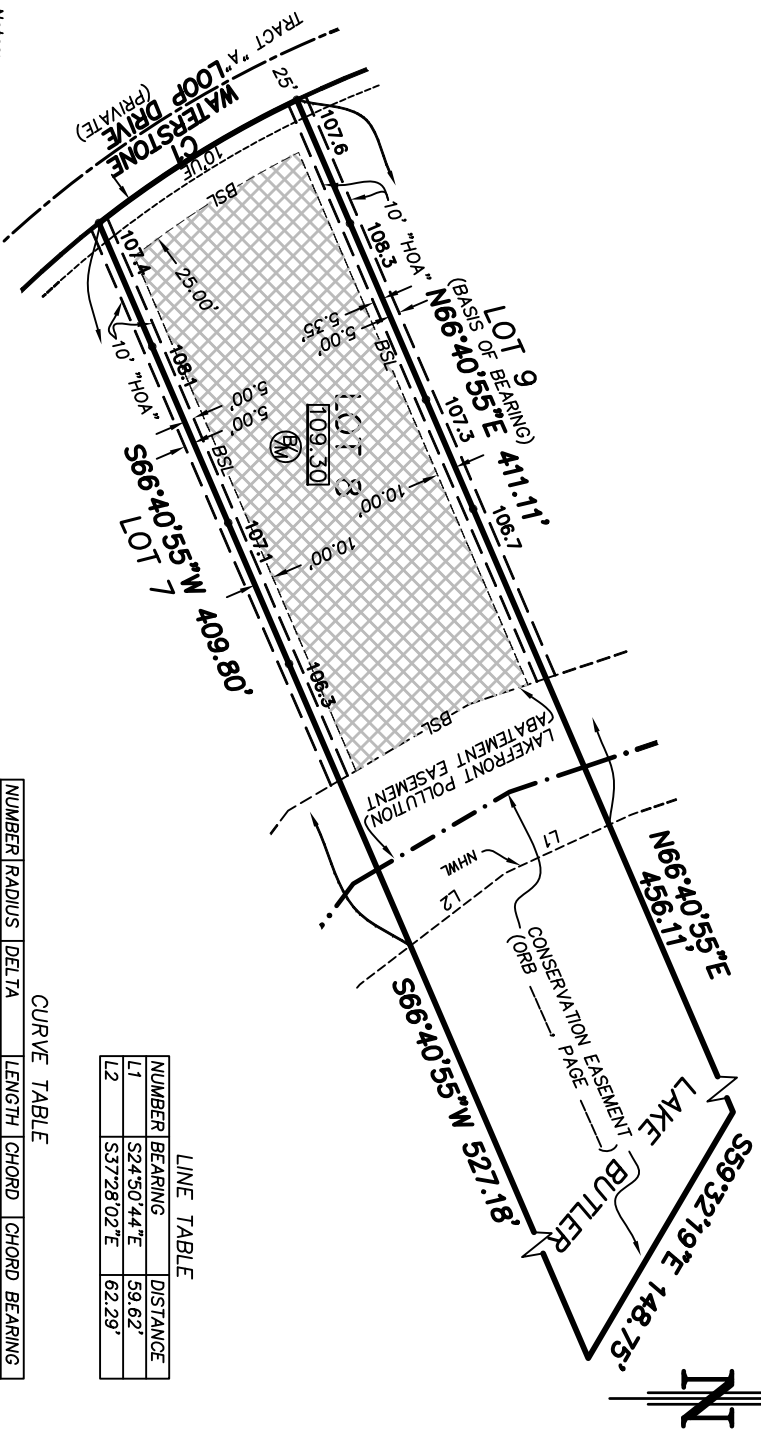 TRACT "A"
WATERSTONE
LOOP DRIVE
(PRIVATE)
C1
25'
10'UE
BSL
25.00'
107.6
108.3
107.3
106.7
10' "HOA"
LOT 9
(BASIS OF BEARING)
N66°40'55"E 411.11'
5.35'
5.00'
BSL
LOT 8
109.30
B/M
10.00'
10.00'
5.00'
5.00'
BSL
107.4
108.1
107.1
106.3
10' "HOA"
S66°40'55"W 409.80'
LOT 7
BSL
LAKEFRONT POLLUTION
ABATEMENT EASEMENT
NHWL
L1
L2
N66°40'55"E
456.11'
CONSERVATION EASEMENT
(ORB ____, PAGE ____)
S66°40'55"W 527.18'
LAKE BUTLER
S59°32'19"E 148.75'
N
LINE TABLE
NUMBER BEARING DISTANCE
L1 S24°50'44"E 59.62'
L2 S37°28'02"E 62.29'
CURVE TABLE
NUMBER RADIUS DELTA LENGTH CHORD CHORD BEARING